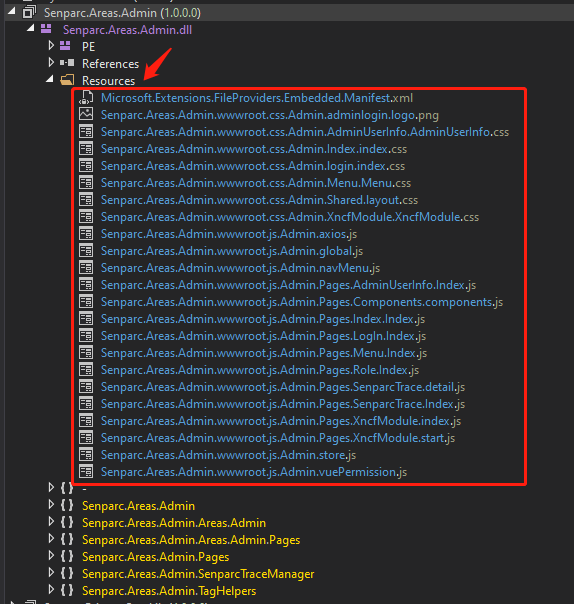 Senparc.Areas.Admin (1.0.0.0)
Senparc.Areas.Admin.dll
PE
References
Resources
Microsoft.Extensions.FileProviders.Embedded.Manifest.xml
Senparc.Areas.Admin.wwwroot.css.Admin.adminlogin.logo.png
Senparc.Areas.Admin.wwwroot.css.Admin.AdminUserInfo.AdminUserInfo.css
Senparc.Areas.Admin.wwwroot.css.Admin.Index.index.css
Senparc.Areas.Admin.wwwroot.css.Admin.login.index.css
Senparc.Areas.Admin.wwwroot.css.Admin.Menu.Menu.css
Senparc.Areas.Admin.wwwroot.css.Admin.Shared.layout.css
Senparc.Areas.Admin.wwwroot.css.Admin.XncfModule.XncfModule.css
Senparc.Areas.Admin.wwwroot.js.Admin.axios.js
Senparc.Areas.Admin.wwwroot.js.Admin.global.js
Senparc.Areas.Admin.wwwroot.js.Admin.navMenu.js
Senparc.Areas.Admin.wwwroot.js.Admin.Pages.AdminUserInfo.Index.js
Senparc.Areas.Admin.wwwroot.js.Admin.Pages.Components.components.js
Senparc.Areas.Admin.wwwroot.js.Admin.Pages.Index.Index.js
Senparc.Areas.Admin.wwwroot.js.Admin.Pages.LogIn.Index.js
Senparc.Areas.Admin.wwwroot.js.Admin.Pages.Menu.Index.js
Senparc.Areas.Admin.wwwroot.js.Admin.Pages.Role.Index.js
Senparc.Areas.Admin.wwwroot.js.Admin.Pages.SenparcTrace.detail.js
Senparc.Areas.Admin.wwwroot.js.Admin.Pages.SenparcTrace.Index.js
Senparc.Areas.Admin.wwwroot.js.Admin.Pages.XncfModule.index.js
Senparc.Areas.Admin.wwwroot.js.Admin.Pages.XncfModule.start.js
Senparc.Areas.Admin.wwwroot.js.Admin.store.js
Senparc.Areas.Admin.wwwroot.js.Admin.vuePermission.js
{ } -
{ } Senparc.Areas.Admin
{ } Senparc.Areas.Admin.Areas.Admin
{ } Senparc.Areas.Admin.Areas.Admin.Pages
{ } Senparc.Areas.Admin.Pages
{ } Senparc.Areas.Admin.SenparcTraceManager
{ } Senparc.Areas.Admin.TagHelpers